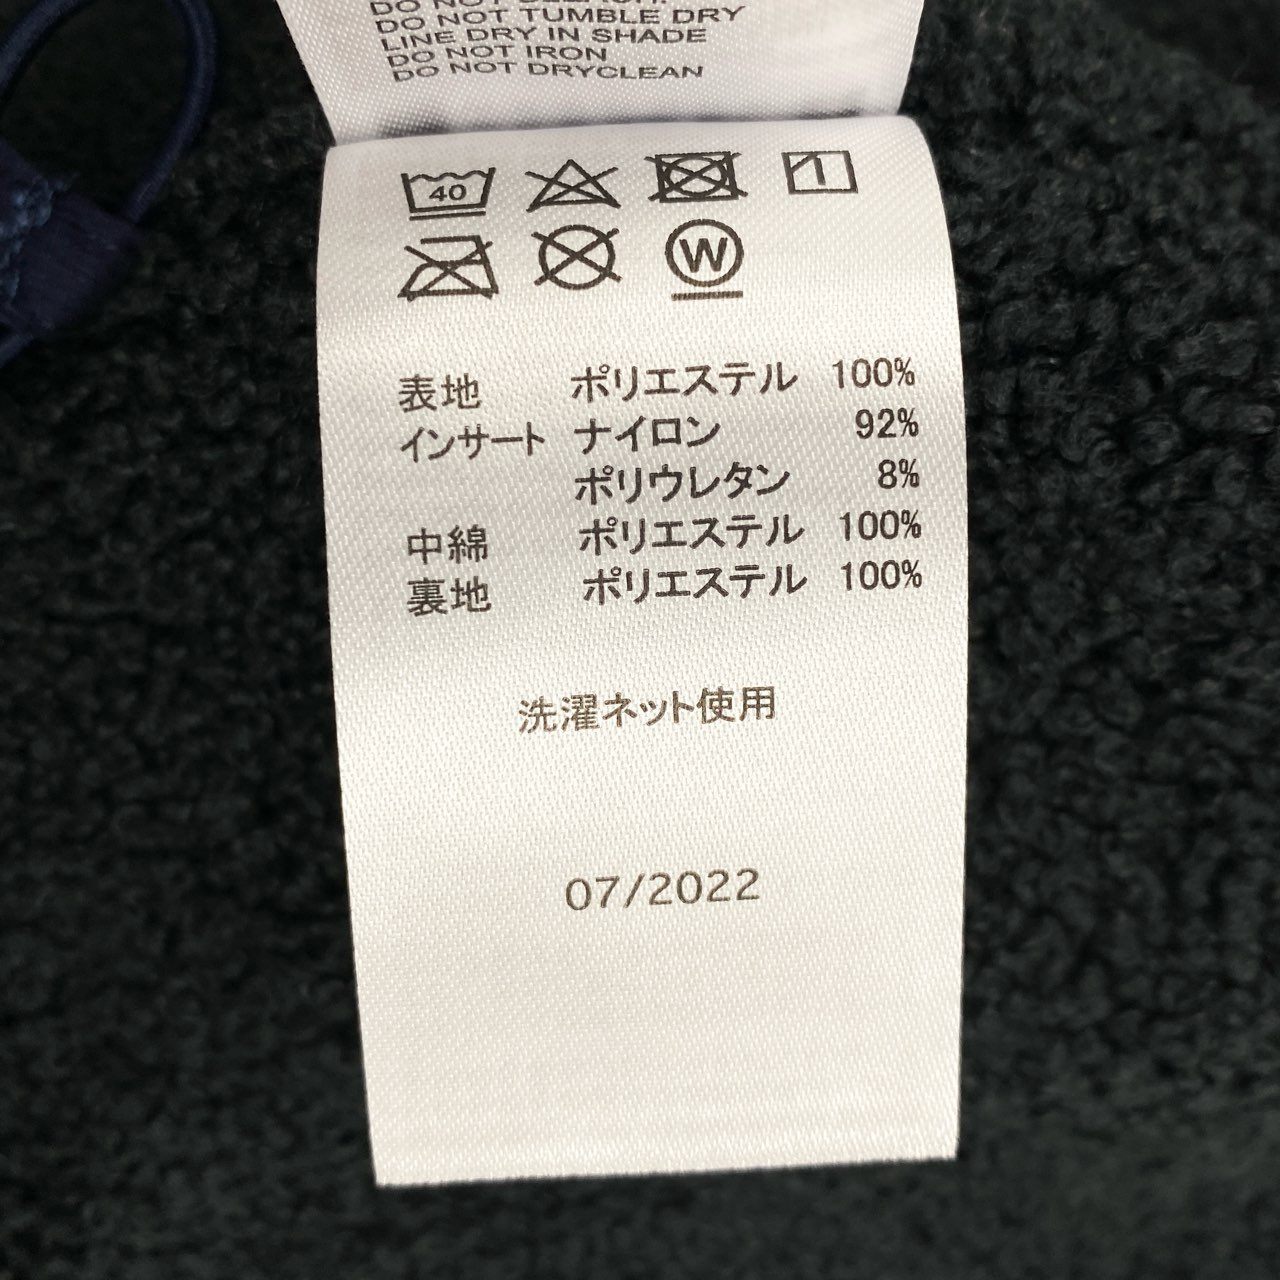 DO NOT BLEACH.
DO NOT TUMBLE DRY
LINE DRY IN SHADE
DO NOT IRON
DO NOT DRYCLEAN
40
W
表地 ポリエステル 100%
インサート ナイロン 92%
ポリウレタン 8%
中綿 ポリエステル 100%
裏地 ポリエステル 100%
洗濯ネット使用
07/2022